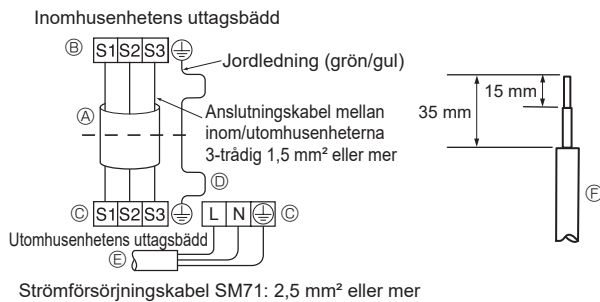 Inomhusenhetens uttagsbädd
Ⓑ S1 S2 S3
Jordledning (grön/gul)
Ⓐ
Anslutningskabel mellan
inom/utomhusenheterna
3-trådig 1,5 mm² eller mer
Ⓓ
Ⓒ S1 S2 S3 L N Ⓒ
Utomhusenhetens uttagsbädd
Ⓔ
Strömförsörjningskabel SM71: 2,5 mm² eller mer
15 mm
35 mm
Ⓕ